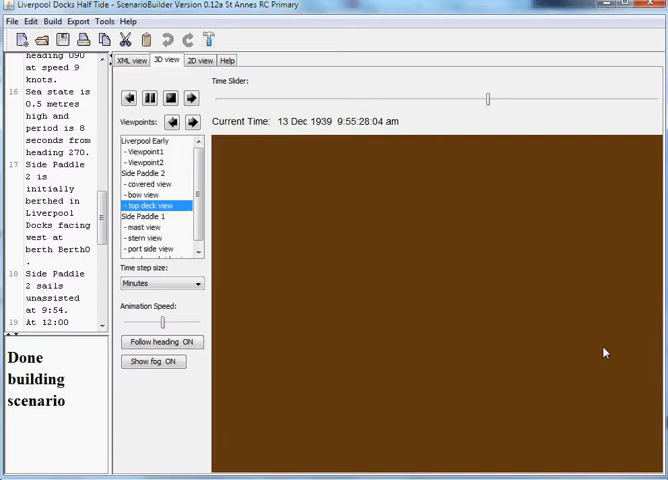 Liverpool Docks Half Tide - ScenarioBuilder Version 0.12a St Annes RC Primary
File Edit Build Export Tools Help
XML view 3D view 2D view Help
heading 090
at speed 9
knots.
16 Sea state is
0.5 metres
high and
period is 8
seconds from
heading 270.
17 Side Paddle
2 is
initially
berthed in
Liverpool
Docks facing
west at
berth Berth0
.
18 Side Paddle
2 sails
unassisted
at 9:54.
19 At 12:00
Done
building
scenario
Time Slider:
Viewpoints:
Current Time: 13 Dec 1939 9:55:28:04 am
Liverpool Early
- Viewpoint1
- Viewpoint2
Side Paddle 2
- covered view
- bow view
- top deck view
Side Paddle 1
- mast view
- stern view
- port side view
Time step size:
Minutes
Animation Speed:
Follow heading ON
Show fog ON